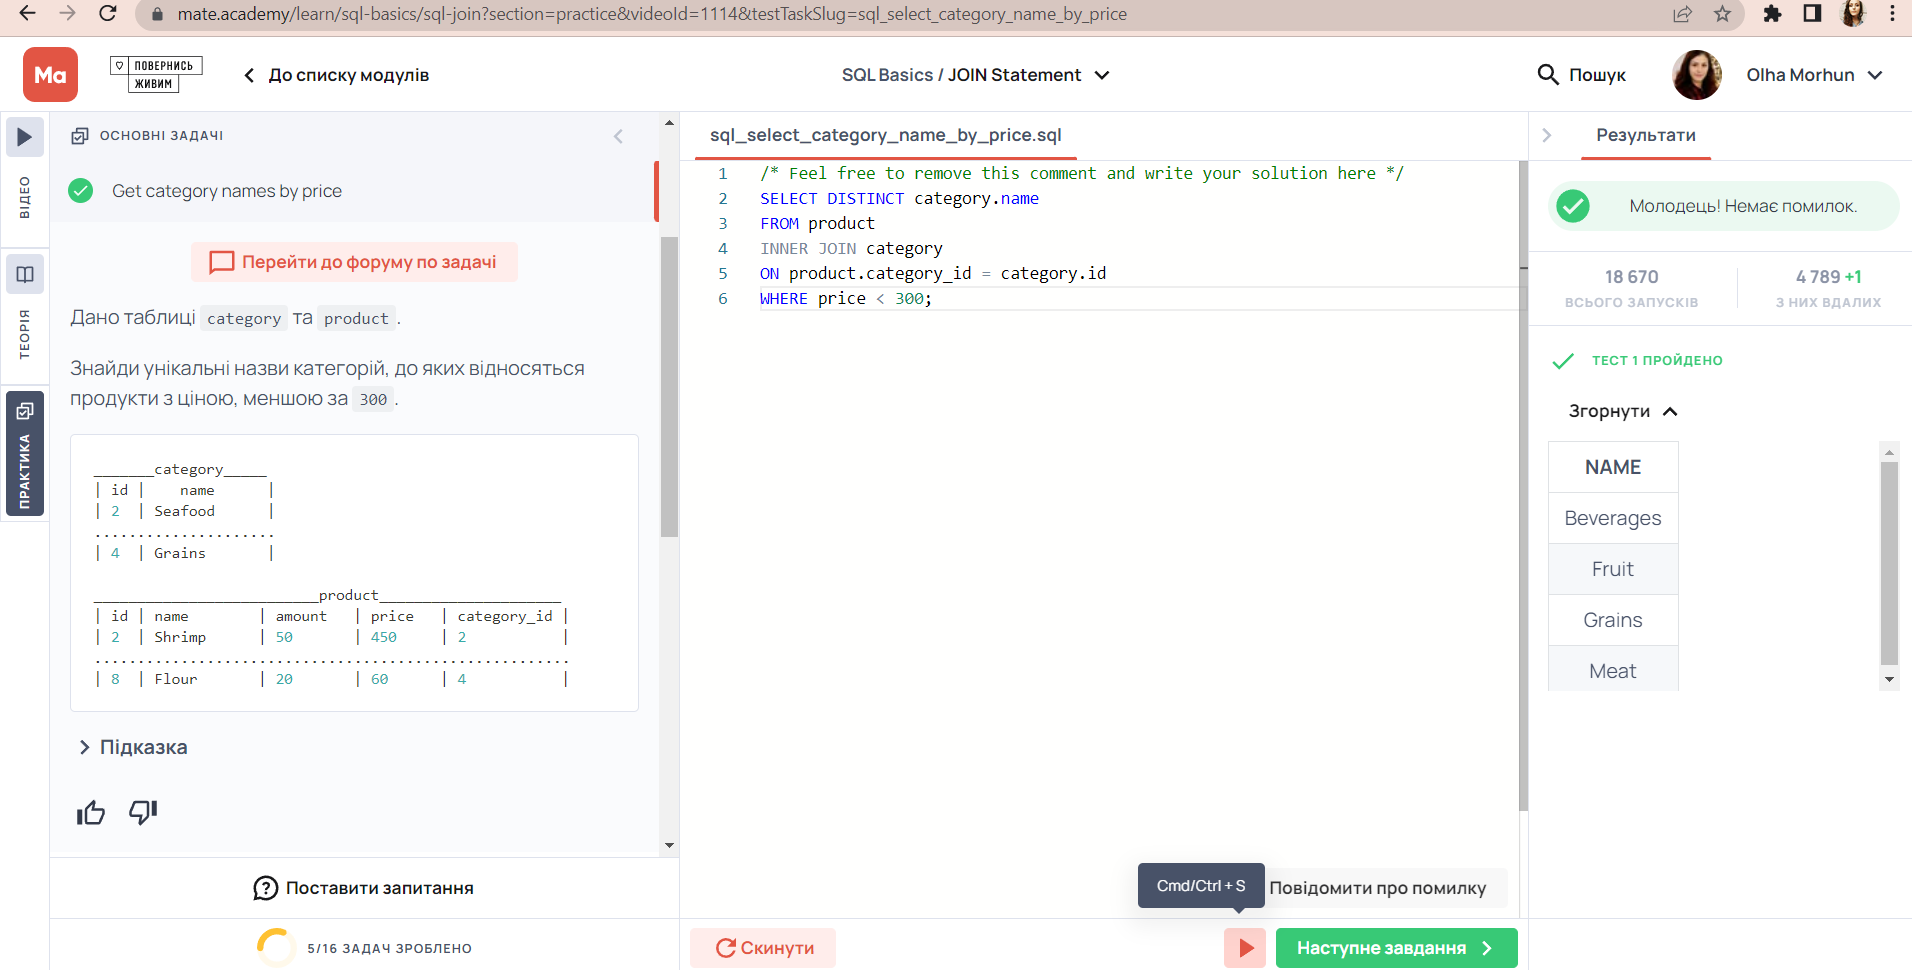 mate.academy/learn/sql-basics/sql-join?section=practice&videoId=1114&testTaskSlug=sql_select_category_name_by_price
Ma
ПОВЕРНИСЬ
ЖИВИМ
До списку модулів
SQL Basics / JOIN Statement
Пошук
Olha Morhun
ВІДЕО
ТЕОРІЯ
ПРАКТИКА
ОСНОВНІ ЗАДАЧІ
Get category names by price
Перейти до форуму по задачі
Дано таблиці category та product.
Знайди унікальні назви категорій, до яких відносяться
продукти з ціною, меншою за 300.
_______category_____
| id |    name      |
| 2  | Seafood      |
.....................
| 4  | Grains       |
__________________________product_____________________
| id | name        | amount   | price   | category_id |
| 2  | Shrimp      | 50       | 450     | 2           |
.......................................................
| 8  | Flour       | 20       | 60      | 4           |
Підказка
Поставити запитання
5/16 ЗАДАЧ ЗРОБЛЕНО
sql_select_category_name_by_price.sql
1 /* Feel free to remove this comment and write your solution here */
2 SELECT DISTINCT category.name
3 FROM product
4 INNER JOIN category
5 ON product.category_id = category.id
6 WHERE price < 300;
Cmd/Ctrl + S
Повідомити про помилку
Скинути
Наступне завдання
Результати
Молодець! Немає помилок.
18 670
ВСЬОГО ЗАПУСКІВ
4 789 +1
З НИХ ВДАЛИХ
ТЕСТ 1 ПРОЙДЕНО
Згорнути
NAME
Beverages
Fruit
Grains
Meat